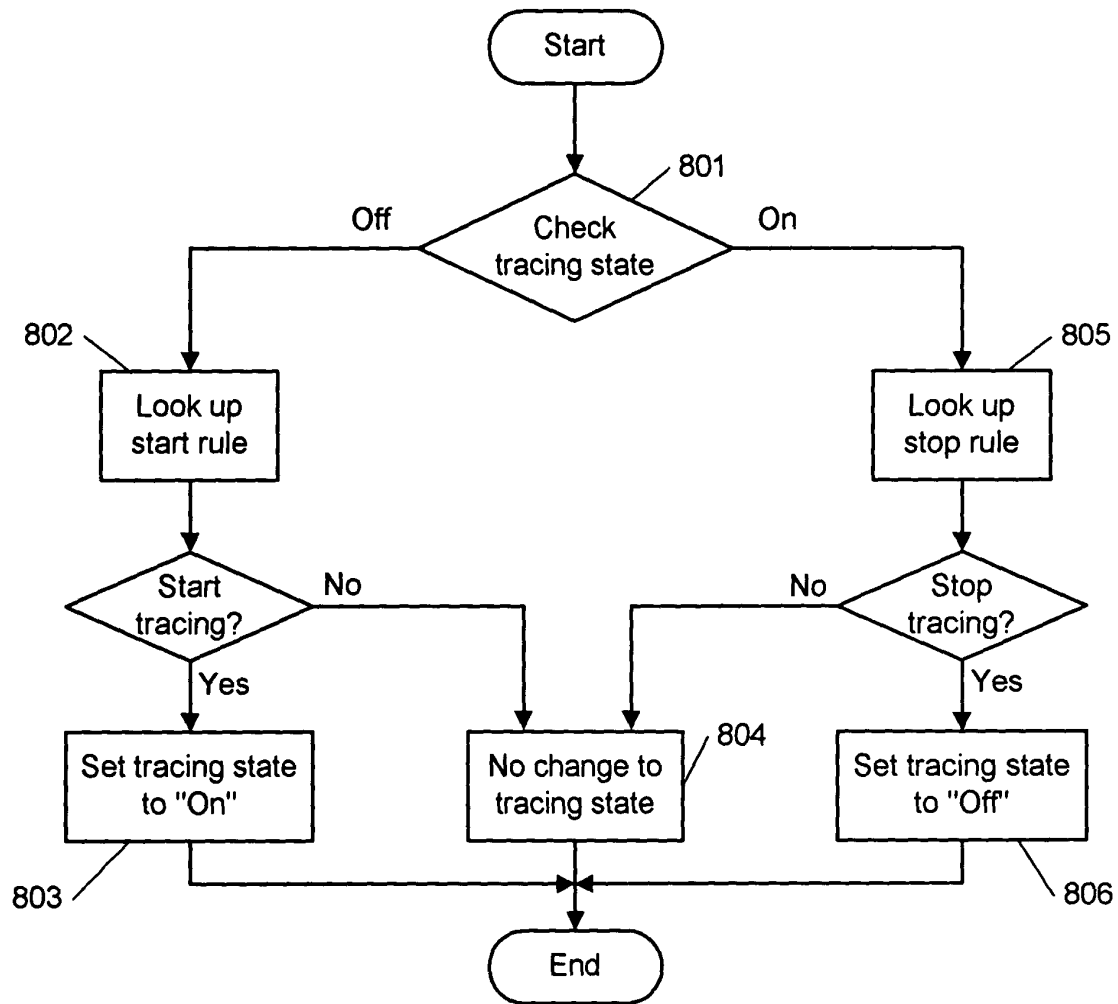 Start
801
Off
On
Check
tracing state
802
805
Look up
start rule
Look up
stop rule
Start
tracing?
No
No
Stop
tracing?
Yes
Yes
Set tracing state
to "On"
No change to
tracing state
804
Set tracing state
to "Off"
803
806
End